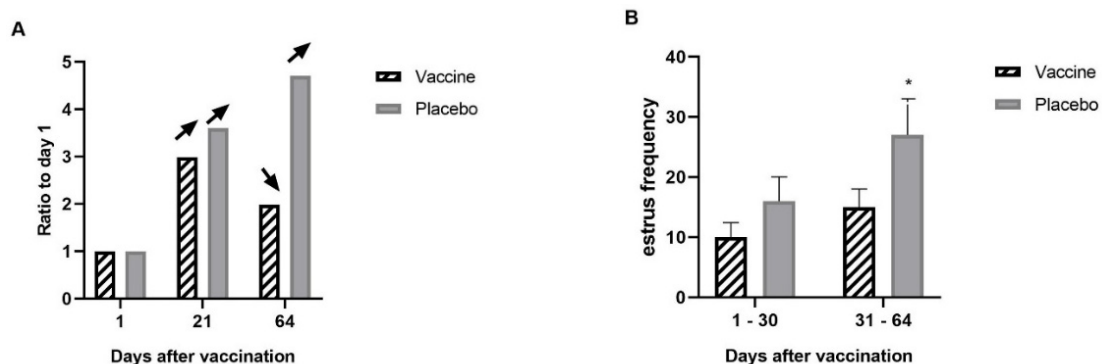 A
Ratio to day 1
5
4
3
2
1
0
1 21 64
Days after vaccination
Vaccine
Placebo
B
estrus frequency
40
30
20
10
0
*
1 - 30 31 - 64
Days after vaccination
Vaccine
Placebo